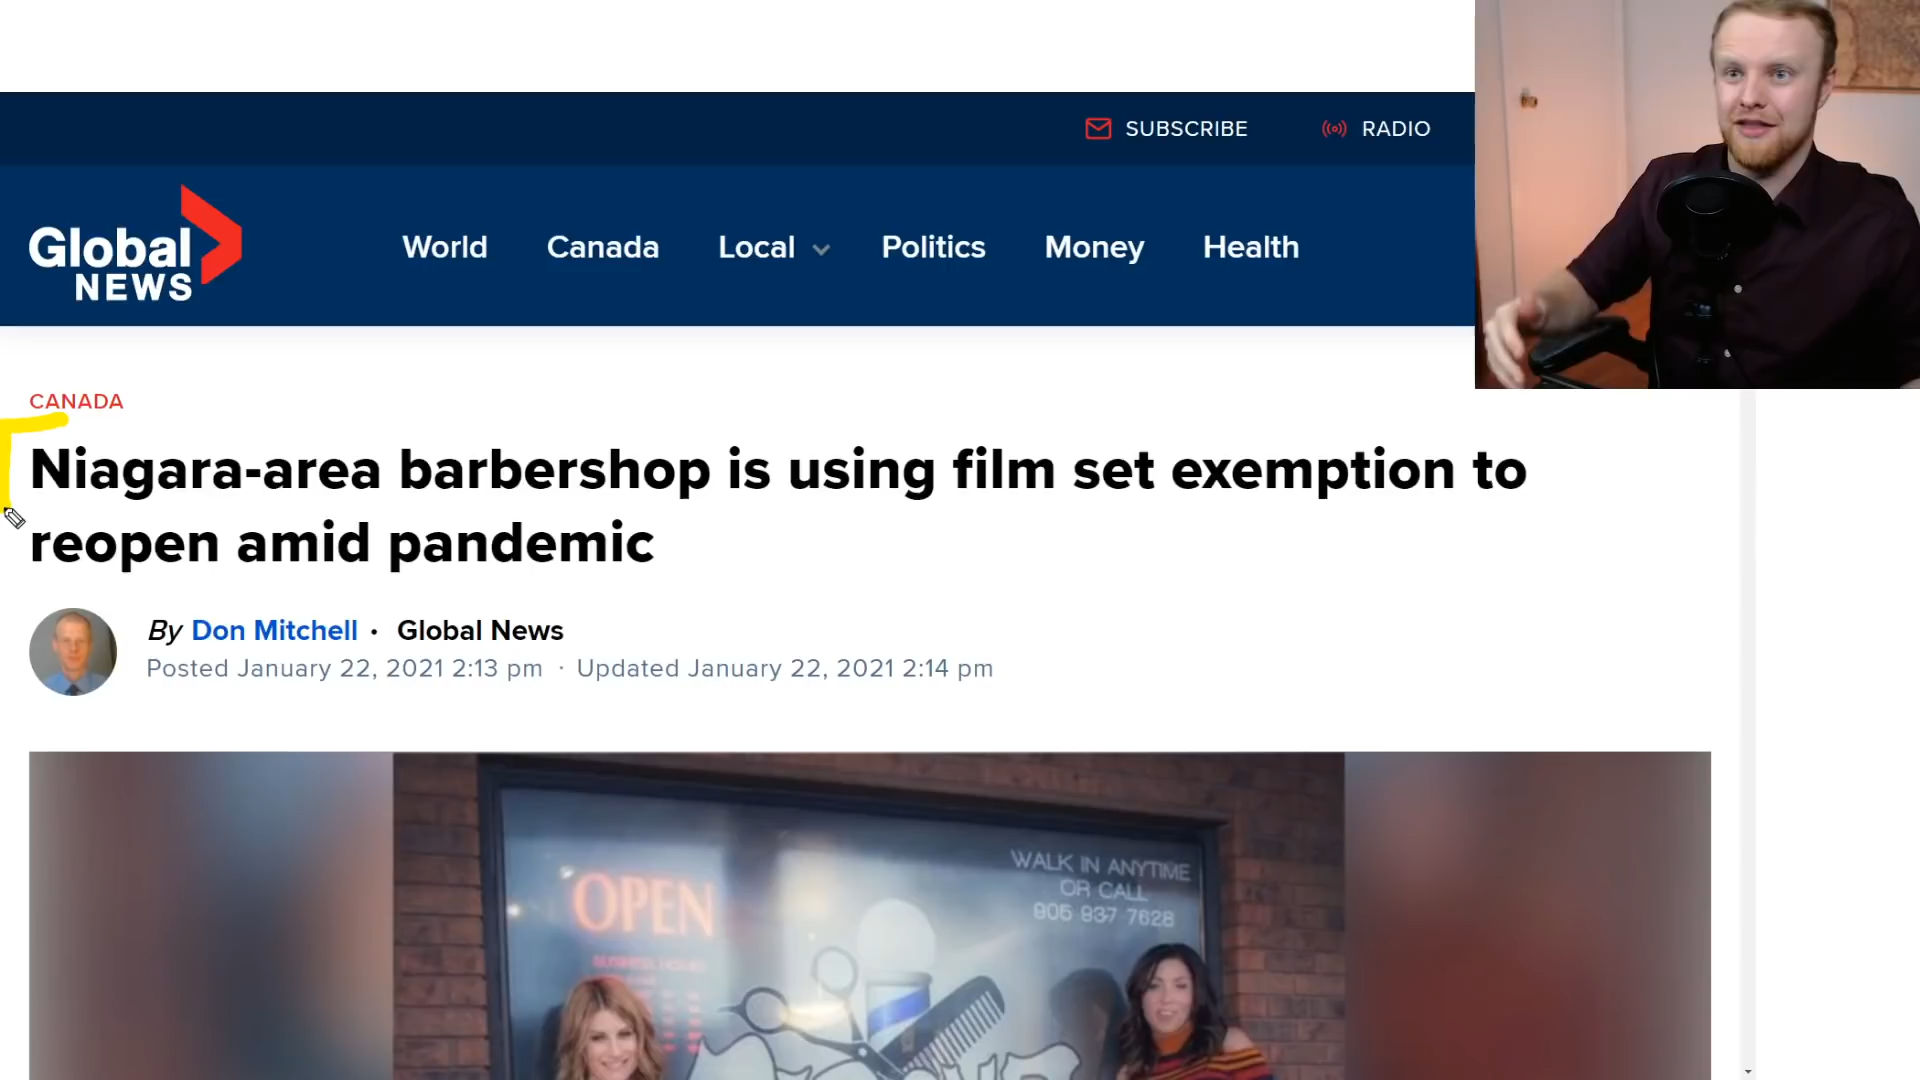 SUBSCRIBE
RADIO
Global
NEWS
World
Canada
Local
Politics
Money
Health
CANADA
Niagara-area barbershop is using film set exemption to
reopen amid pandemic
By Don Mitchell · Global News
Posted January 22, 2021 2:13 pm · Updated January 22, 2021 2:14 pm
OPEN
WALK IN ANYTIME
OR CALL
905 937 7628